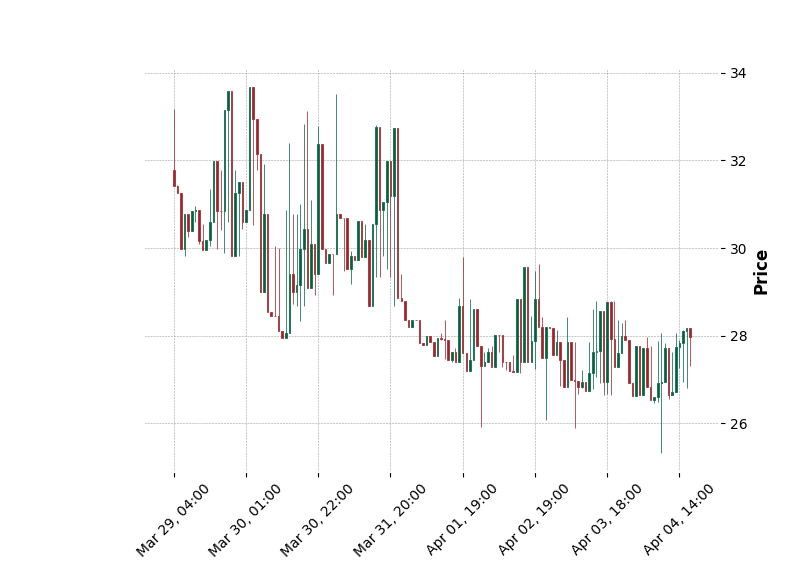 34
32
30
28
26
Price
Mar 29, 04:00
Mar 30, 01:00
Mar 30, 22:00
Mar 31, 20:00
Apr 01, 19:00
Apr 02, 19:00
Apr 03, 18:00
Apr 04, 14:00